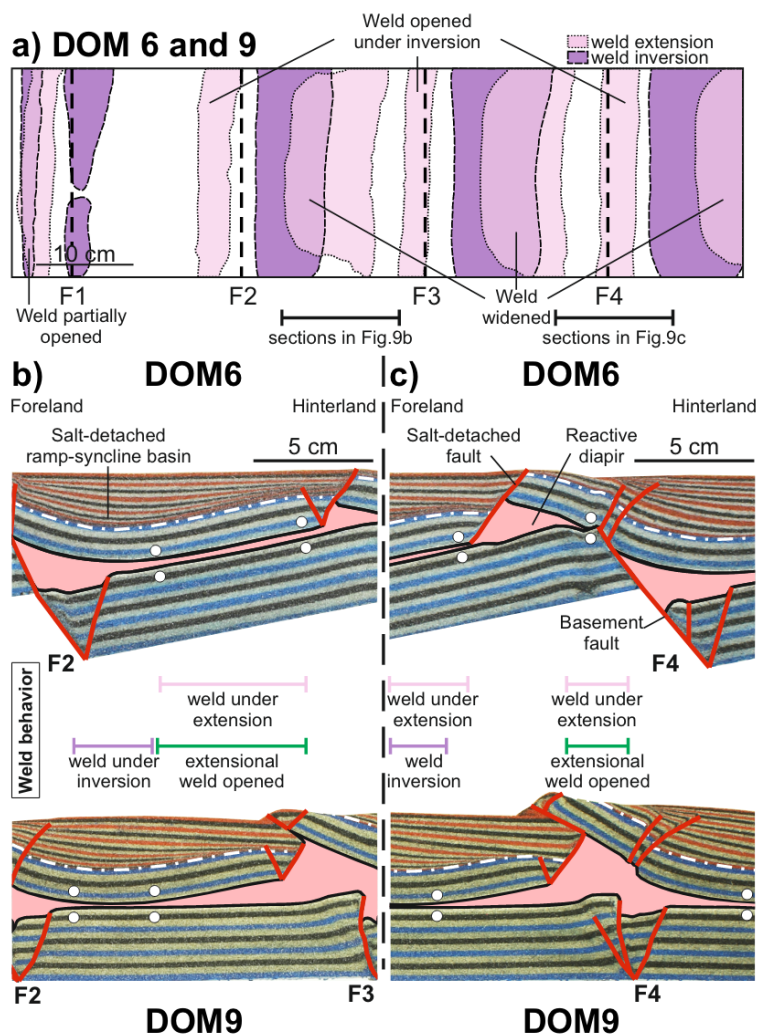 a) DOM 6 and 9
Weld opened
under inversion
weld extension
weld inversion
10 cm
F1
F2
F3
F4
Weld partially
opened
Weld
widened
sections in Fig.9b
sections in Fig.9c
b)
DOM6
Foreland
Hinterland
Salt-detached
ramp-syncline basin
5 cm
F2
c)
DOM6
Foreland
Hinterland
Salt-detached
fault
Reactive
diapir
5 cm
Basement
fault
F4
Weld behavior
weld under
extension
weld under
inversion
extensional
weld opened
weld under
extension
weld under
extension
weld
inversion
extensional
weld opened
F2
F3
DOM9
F4
DOM9